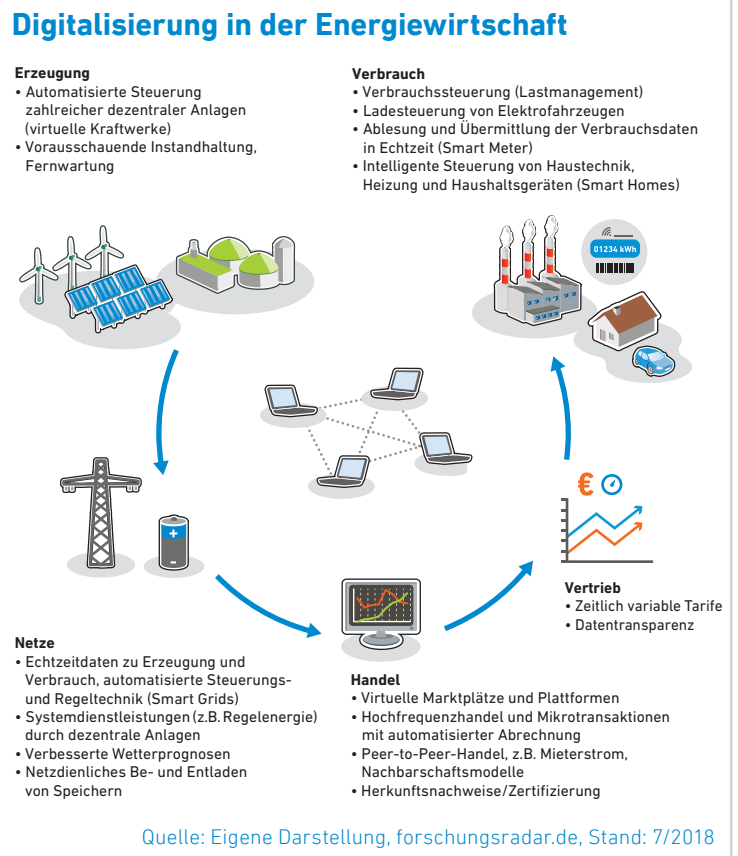 Digitalisierung in der Energiewirtschaft
Erzeugung
• Automatisierte Steuerung
zahlreicher dezentraler Anlagen
(virtuelle Kraftwerke)
• Vorausschauende Instandhaltung,
Fernwartung
Verbrauch
• Verbrauchssteuerung (Lastmanagement)
• Ladesteuerung von Elektrofahrzeugen
• Ablesung und Übermittlung der Verbrauchsdaten
in Echtzeit (Smart Meter)
• Intelligente Steuerung von Haustechnik,
Heizung und Haushaltsgeräten (Smart Homes)
01234 kWh
€
Vertrieb
• Zeitlich variable Tarife
• Datentransparenz
Netze
• Echtzeitdaten zu Erzeugung und
Verbrauch, automatisierte Steuerungs-
und Regeltechnik (Smart Grids)
• Systemdienstleistungen (z.B. Regelenergie)
durch dezentrale Anlagen
• Verbesserte Wetterprognosen
• Netzdienliches Be- und Entladen
von Speichern
Handel
• Virtuelle Marktplätze und Plattformen
• Hochfrequenzhandel und Mikrotransaktionen
mit automatisierter Abrechnung
• Peer-to-Peer-Handel, z.B. Mieterstrom,
Nachbarschaftsmodelle
• Herkunftsnachweise/Zertifizierung
Quelle: Eigene Darstellung, forschungsradar.de, Stand: 7/2018